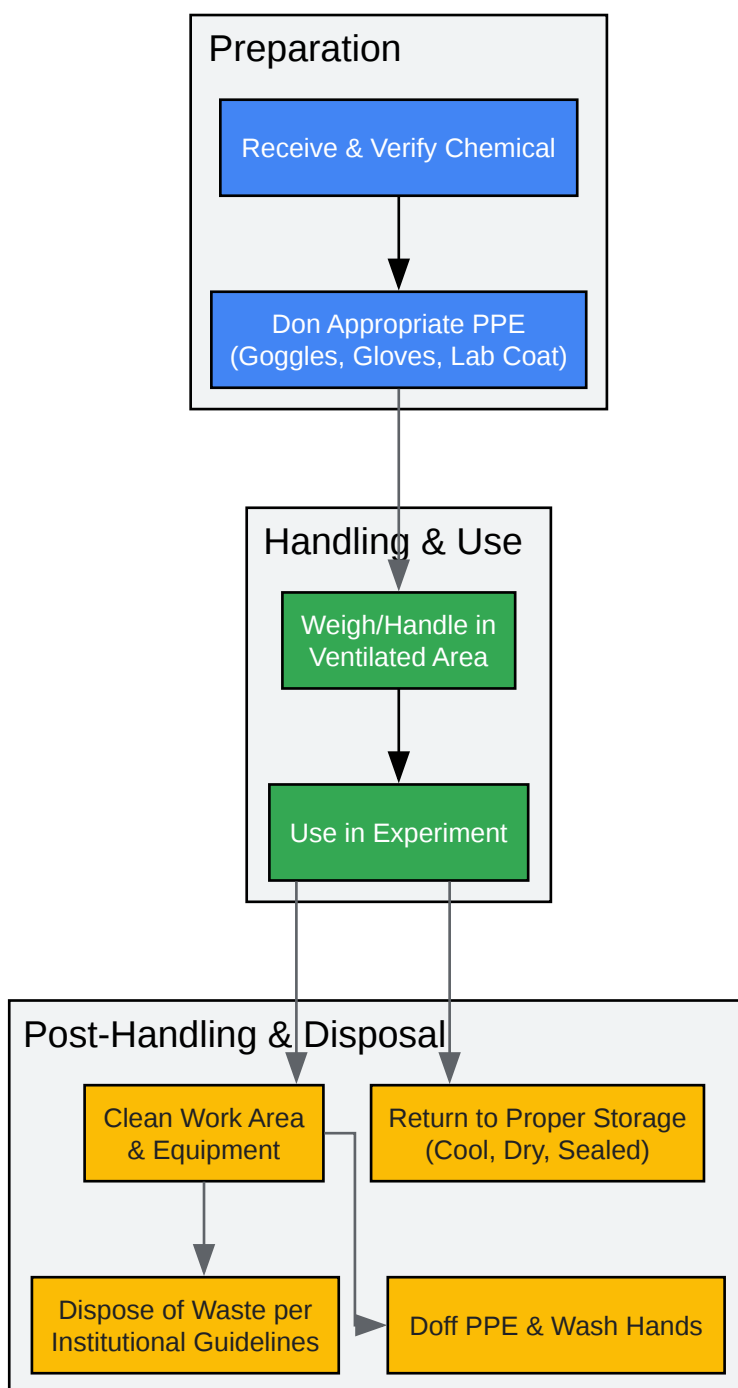 Preparation
Receive & Verify Chemical
Don Appropriate PPE
(Goggles, Gloves, Lab Coat)
Handling & Use
Weigh/Handle in
Ventilated Area
Use in Experiment
Post-Handling & Disposal
Clean Work Area
& Equipment
Return to Proper Storage
(Cool, Dry, Sealed)
Dispose of Waste per
Institutional Guidelines
Doff PPE & Wash Hands